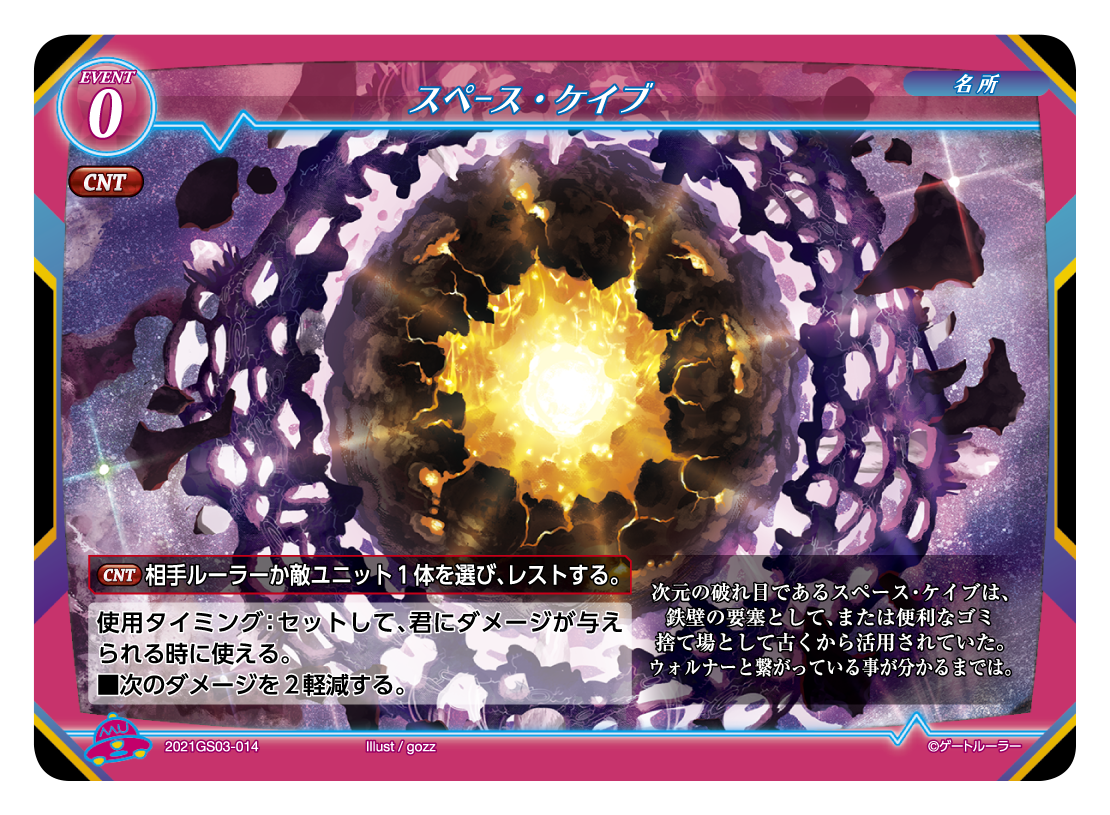 EVENT
0
スペース・ケイブ
名所
CNT
CNT 相手ルーラーか敵ユニット1体を選び、レストする。
使用タイミング：セットして、君にダメージが与え
られる時に使える。
■次のダメージを2軽減する。
次元の破れ目であるスペース・ケイブは、
鉄壁の要塞として、または便利なゴミ
捨て場として古くから活用されていた。
ウォルナーと繋がっている事が分かるまでは。
MU
2021GS03-014
Illust / gozz
©ゲートルーラー